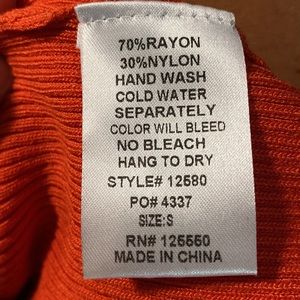 70%RAYON
30%NYLON
HAND WASH
COLD WATER
SEPARATELY
COLOR WILL BLEED
NO BLEACH
HANG TO DRY
STYLE# 12580
PO# 4337
SIZE:S
RN# 125550
MADE IN CHINA